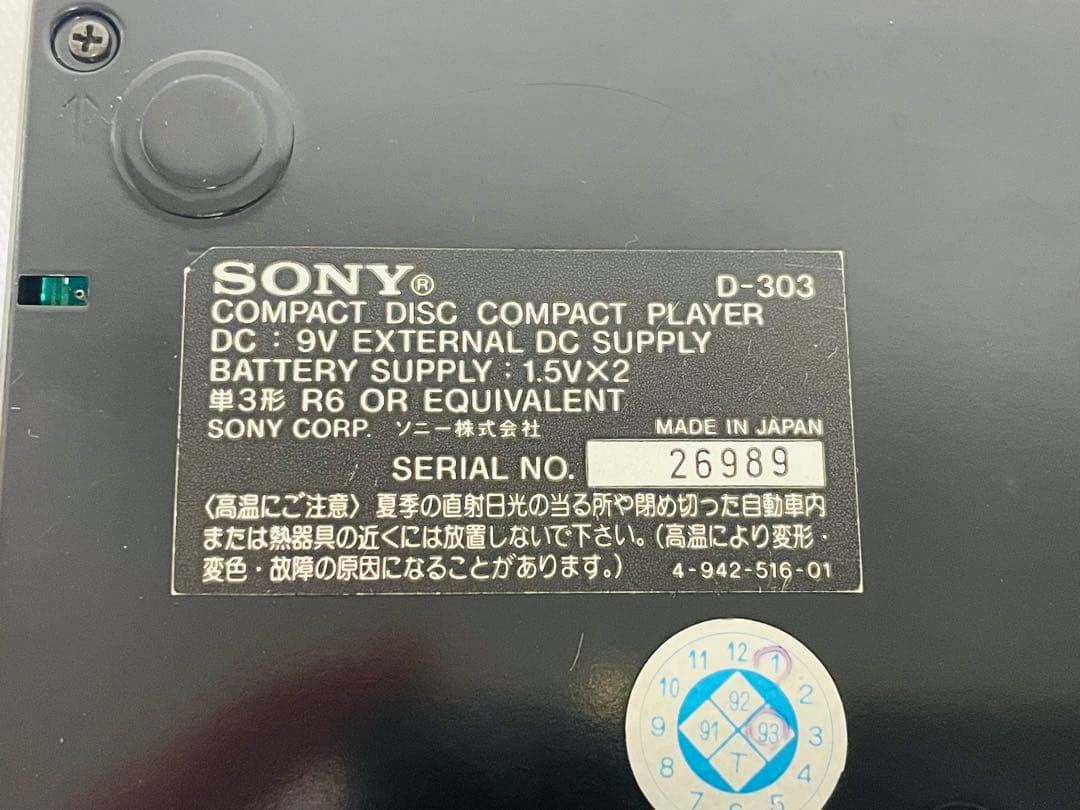 SONY® D-303
COMPACT DISC COMPACT PLAYER
DC : 9V EXTERNAL DC SUPPLY
BATTERY SUPPLY : 1.5V×2
単3形 R6 OR EQUIVALENT
SONY CORP. ソニー株式会社 MADE IN JAPAN
SERIAL NO. 26989
〈高温にご注意〉夏季の直射日光の当る所や閉め切った自動車内
または熱器具の近くには放置しないで下さい。(高温により変形・
変色・故障の原因になることがあります。) 4-942-516-01
11 12 1
10 92 2
9 91 93 3
8 T 4
7 6 5